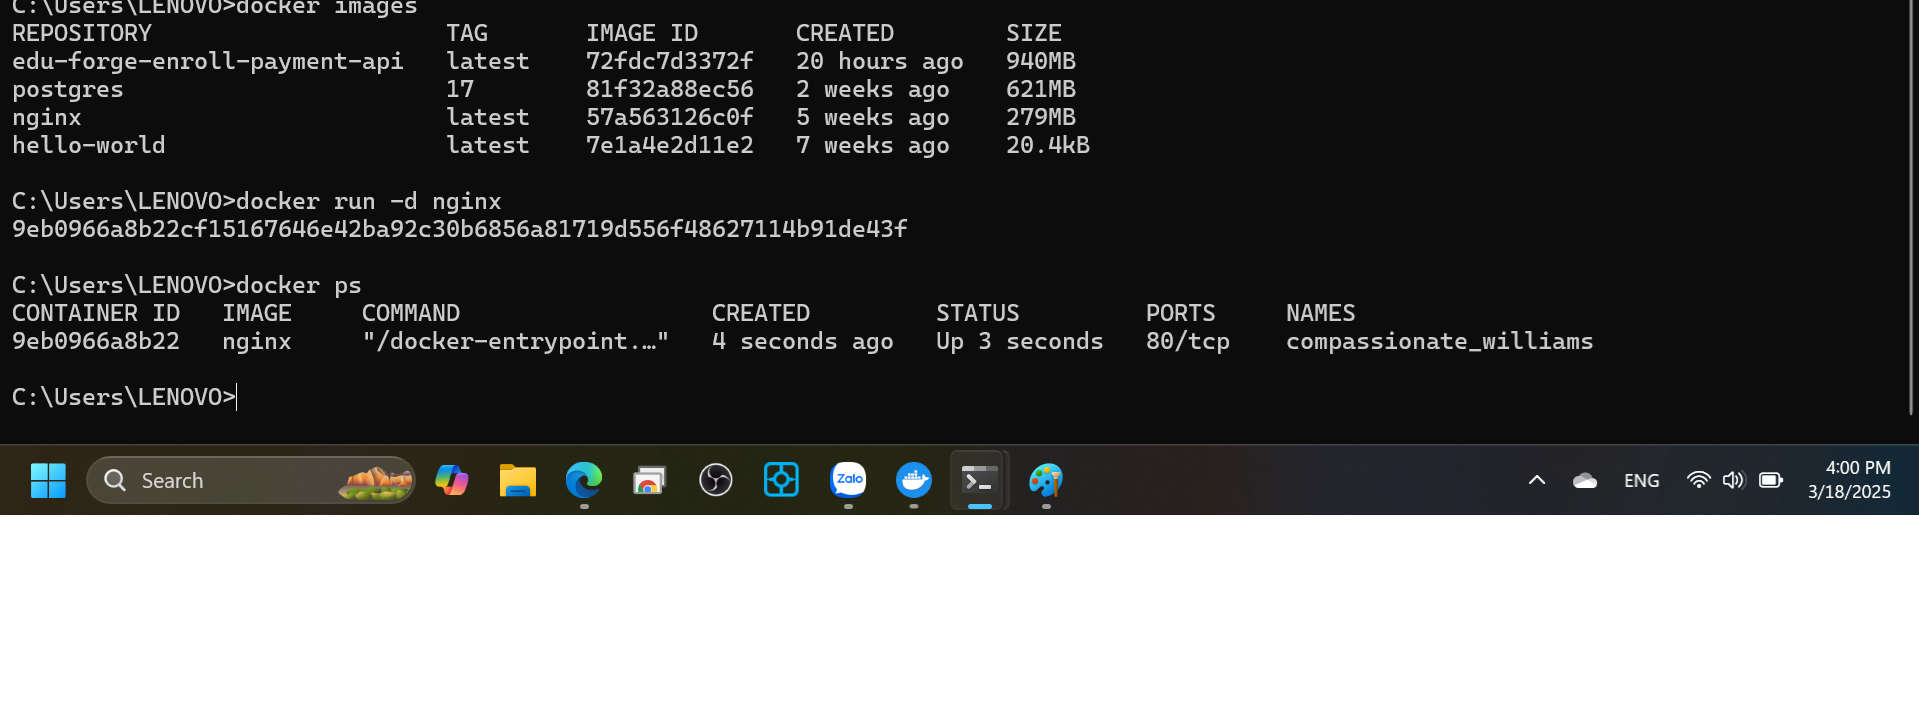 C:\Users\LENOVO>docker images
REPOSITORY TAG IMAGE ID CREATED SIZE
edu-forge-enroll-payment-api latest 72fdc7d3372f 20 hours ago 940MB
postgres 17 81f32a88ec56 2 weeks ago 621MB
nginx latest 57a563126c0f 5 weeks ago 279MB
hello-world latest 7e1a4e2d11e2 7 weeks ago 20.4kB
C:\Users\LENOVO>docker run -d nginx
9eb0966a8b22cf15167646e42ba92c30b6856a81719d556f48627114b91de43f
C:\Users\LENOVO>docker ps
CONTAINER ID IMAGE COMMAND CREATED STATUS PORTS NAMES
9eb0966a8b22 nginx "/docker-entrypoint.…" 4 seconds ago Up 3 seconds 80/tcp compassionate_williams
C:\Users\LENOVO>
Search Zalo ENG 4:00 PM
3/18/2025